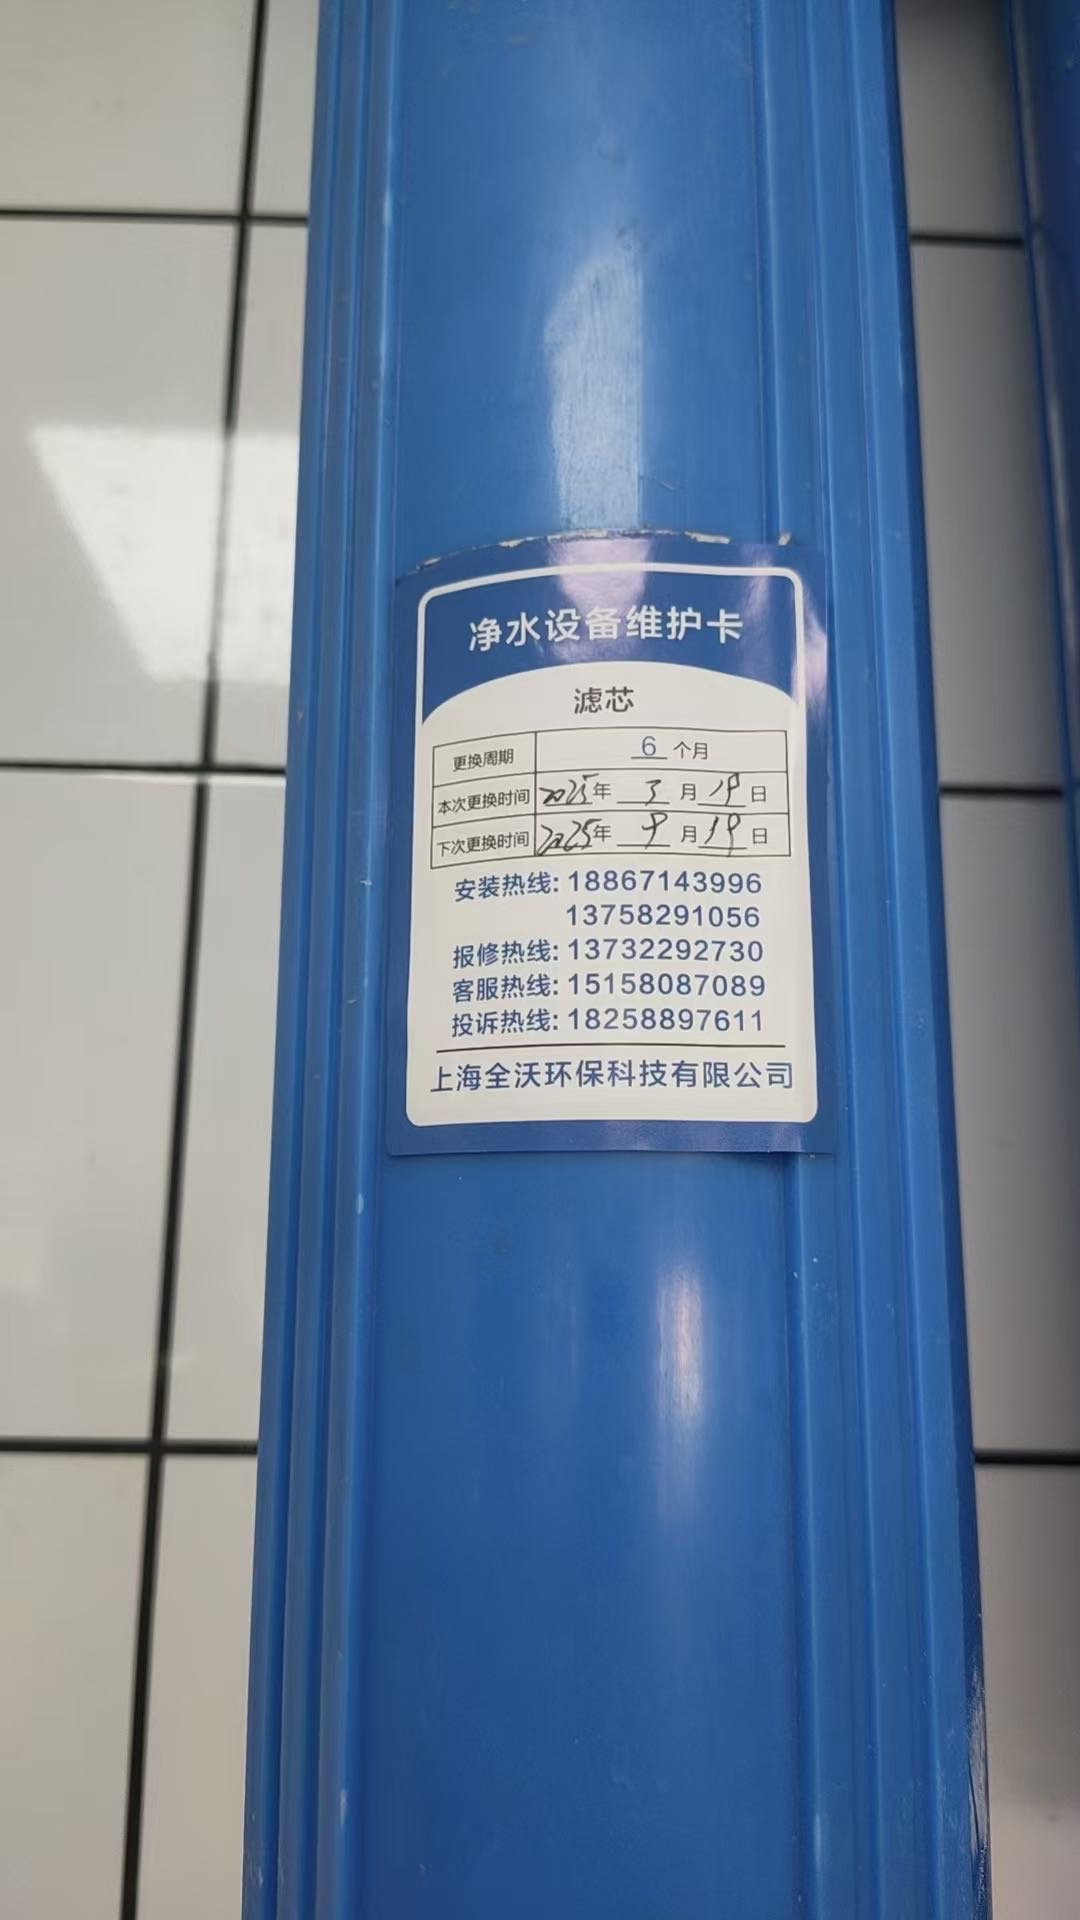 净水设备维护卡
滤芯
更换周期 6 个月
本次更换时间 2025年 3 月 19 日
下次更换时间 2025年 9 月 19 日
安装热线: 18867143996
13758291056
报修热线: 13732292730
客服热线: 15158087089
投诉热线: 18258897611
上海全沃环保科技有限公司